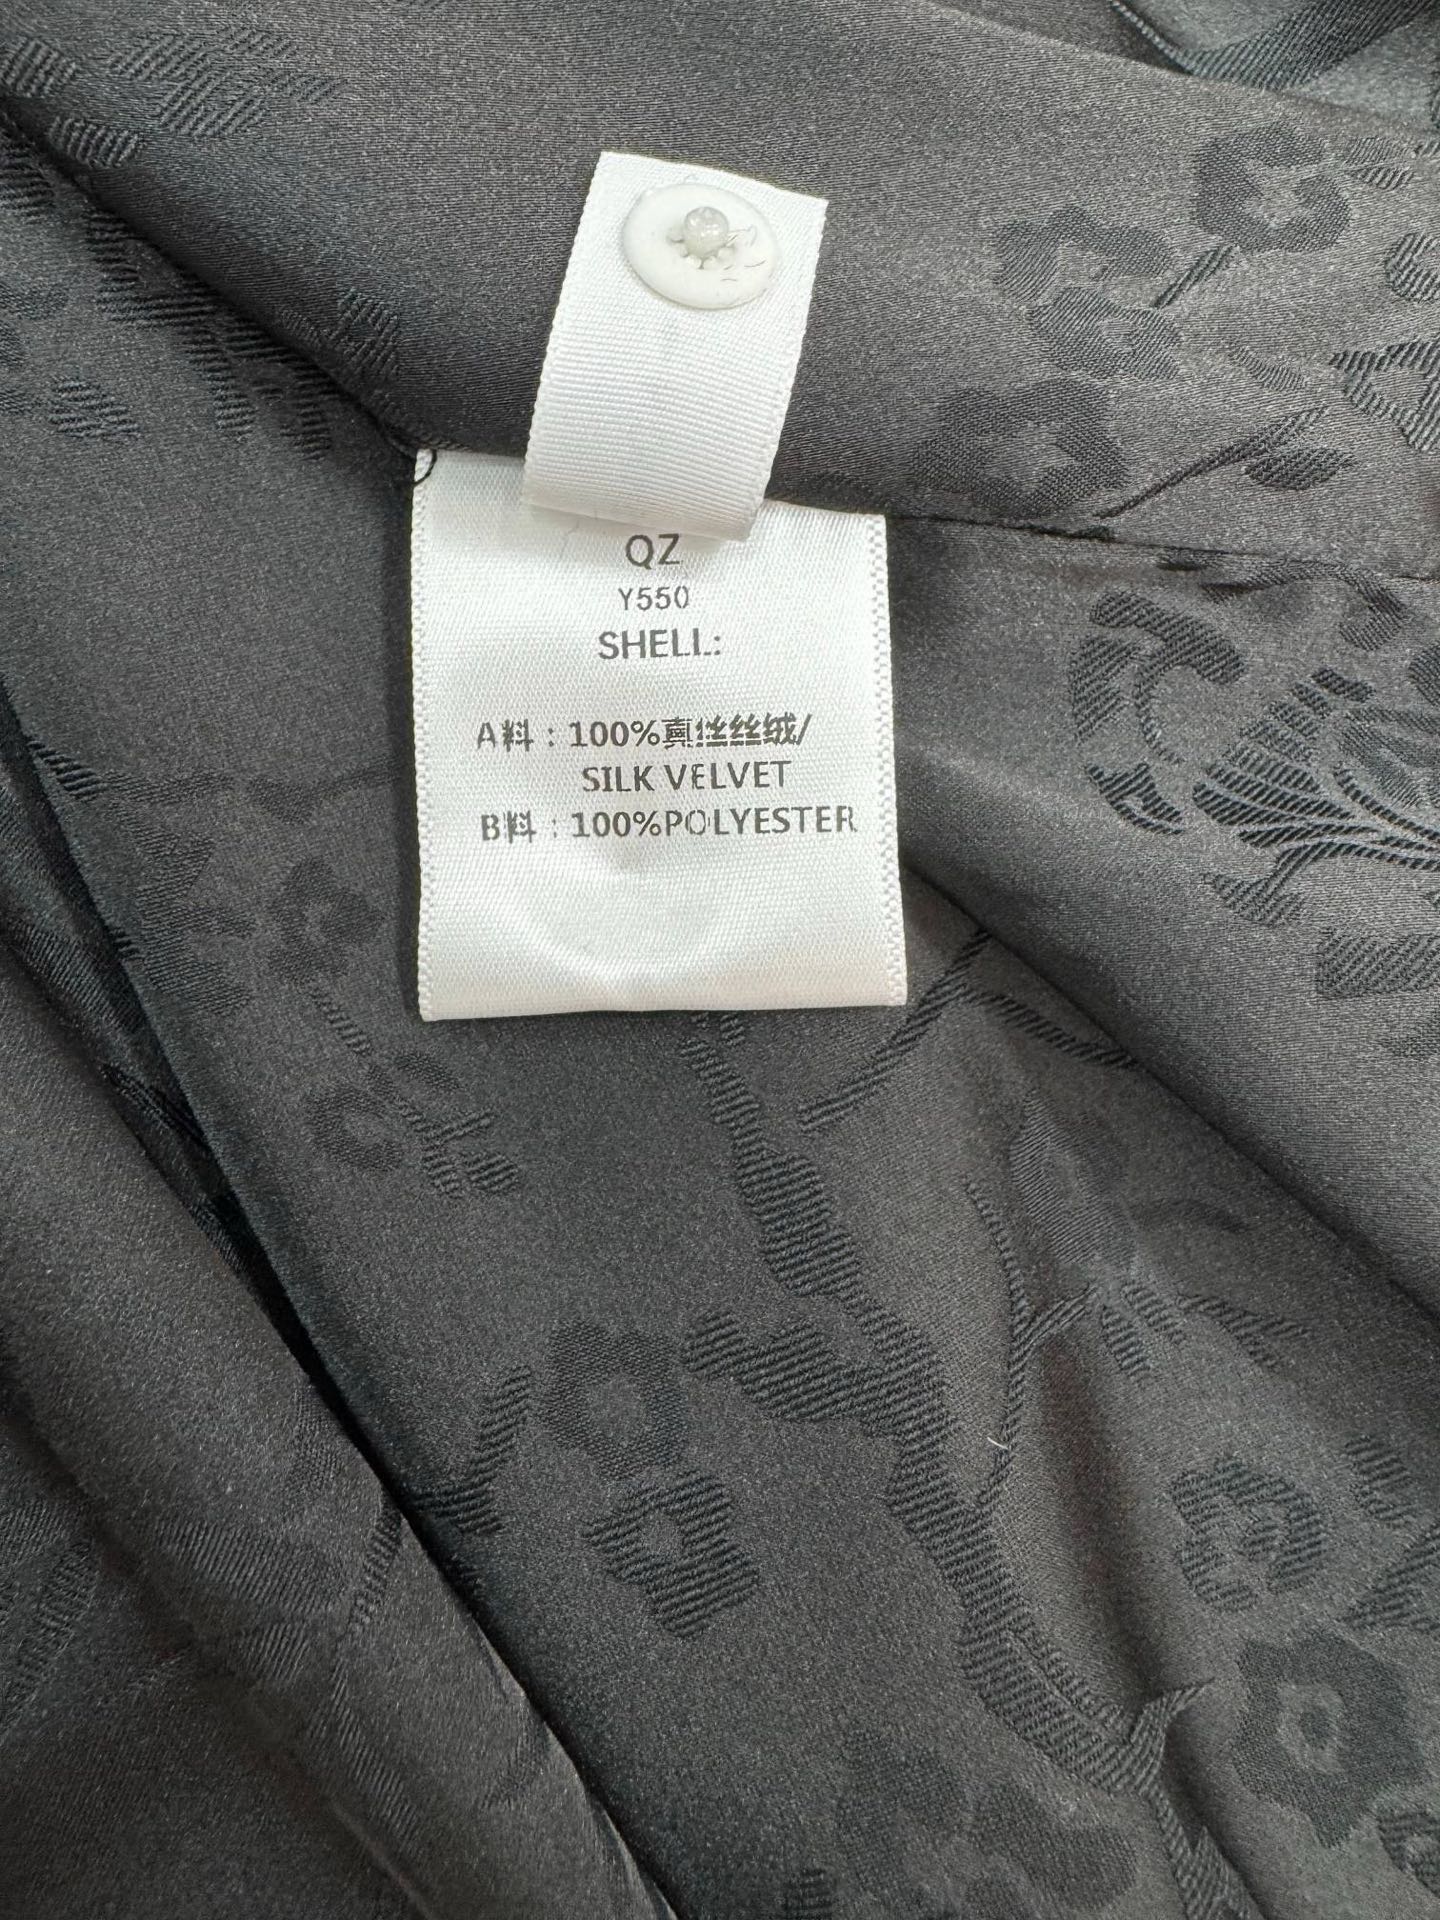 QZ
Y550
SHELL:
A料：100%真丝丝绒/
SILK VELVET
B料：100%POLYESTER